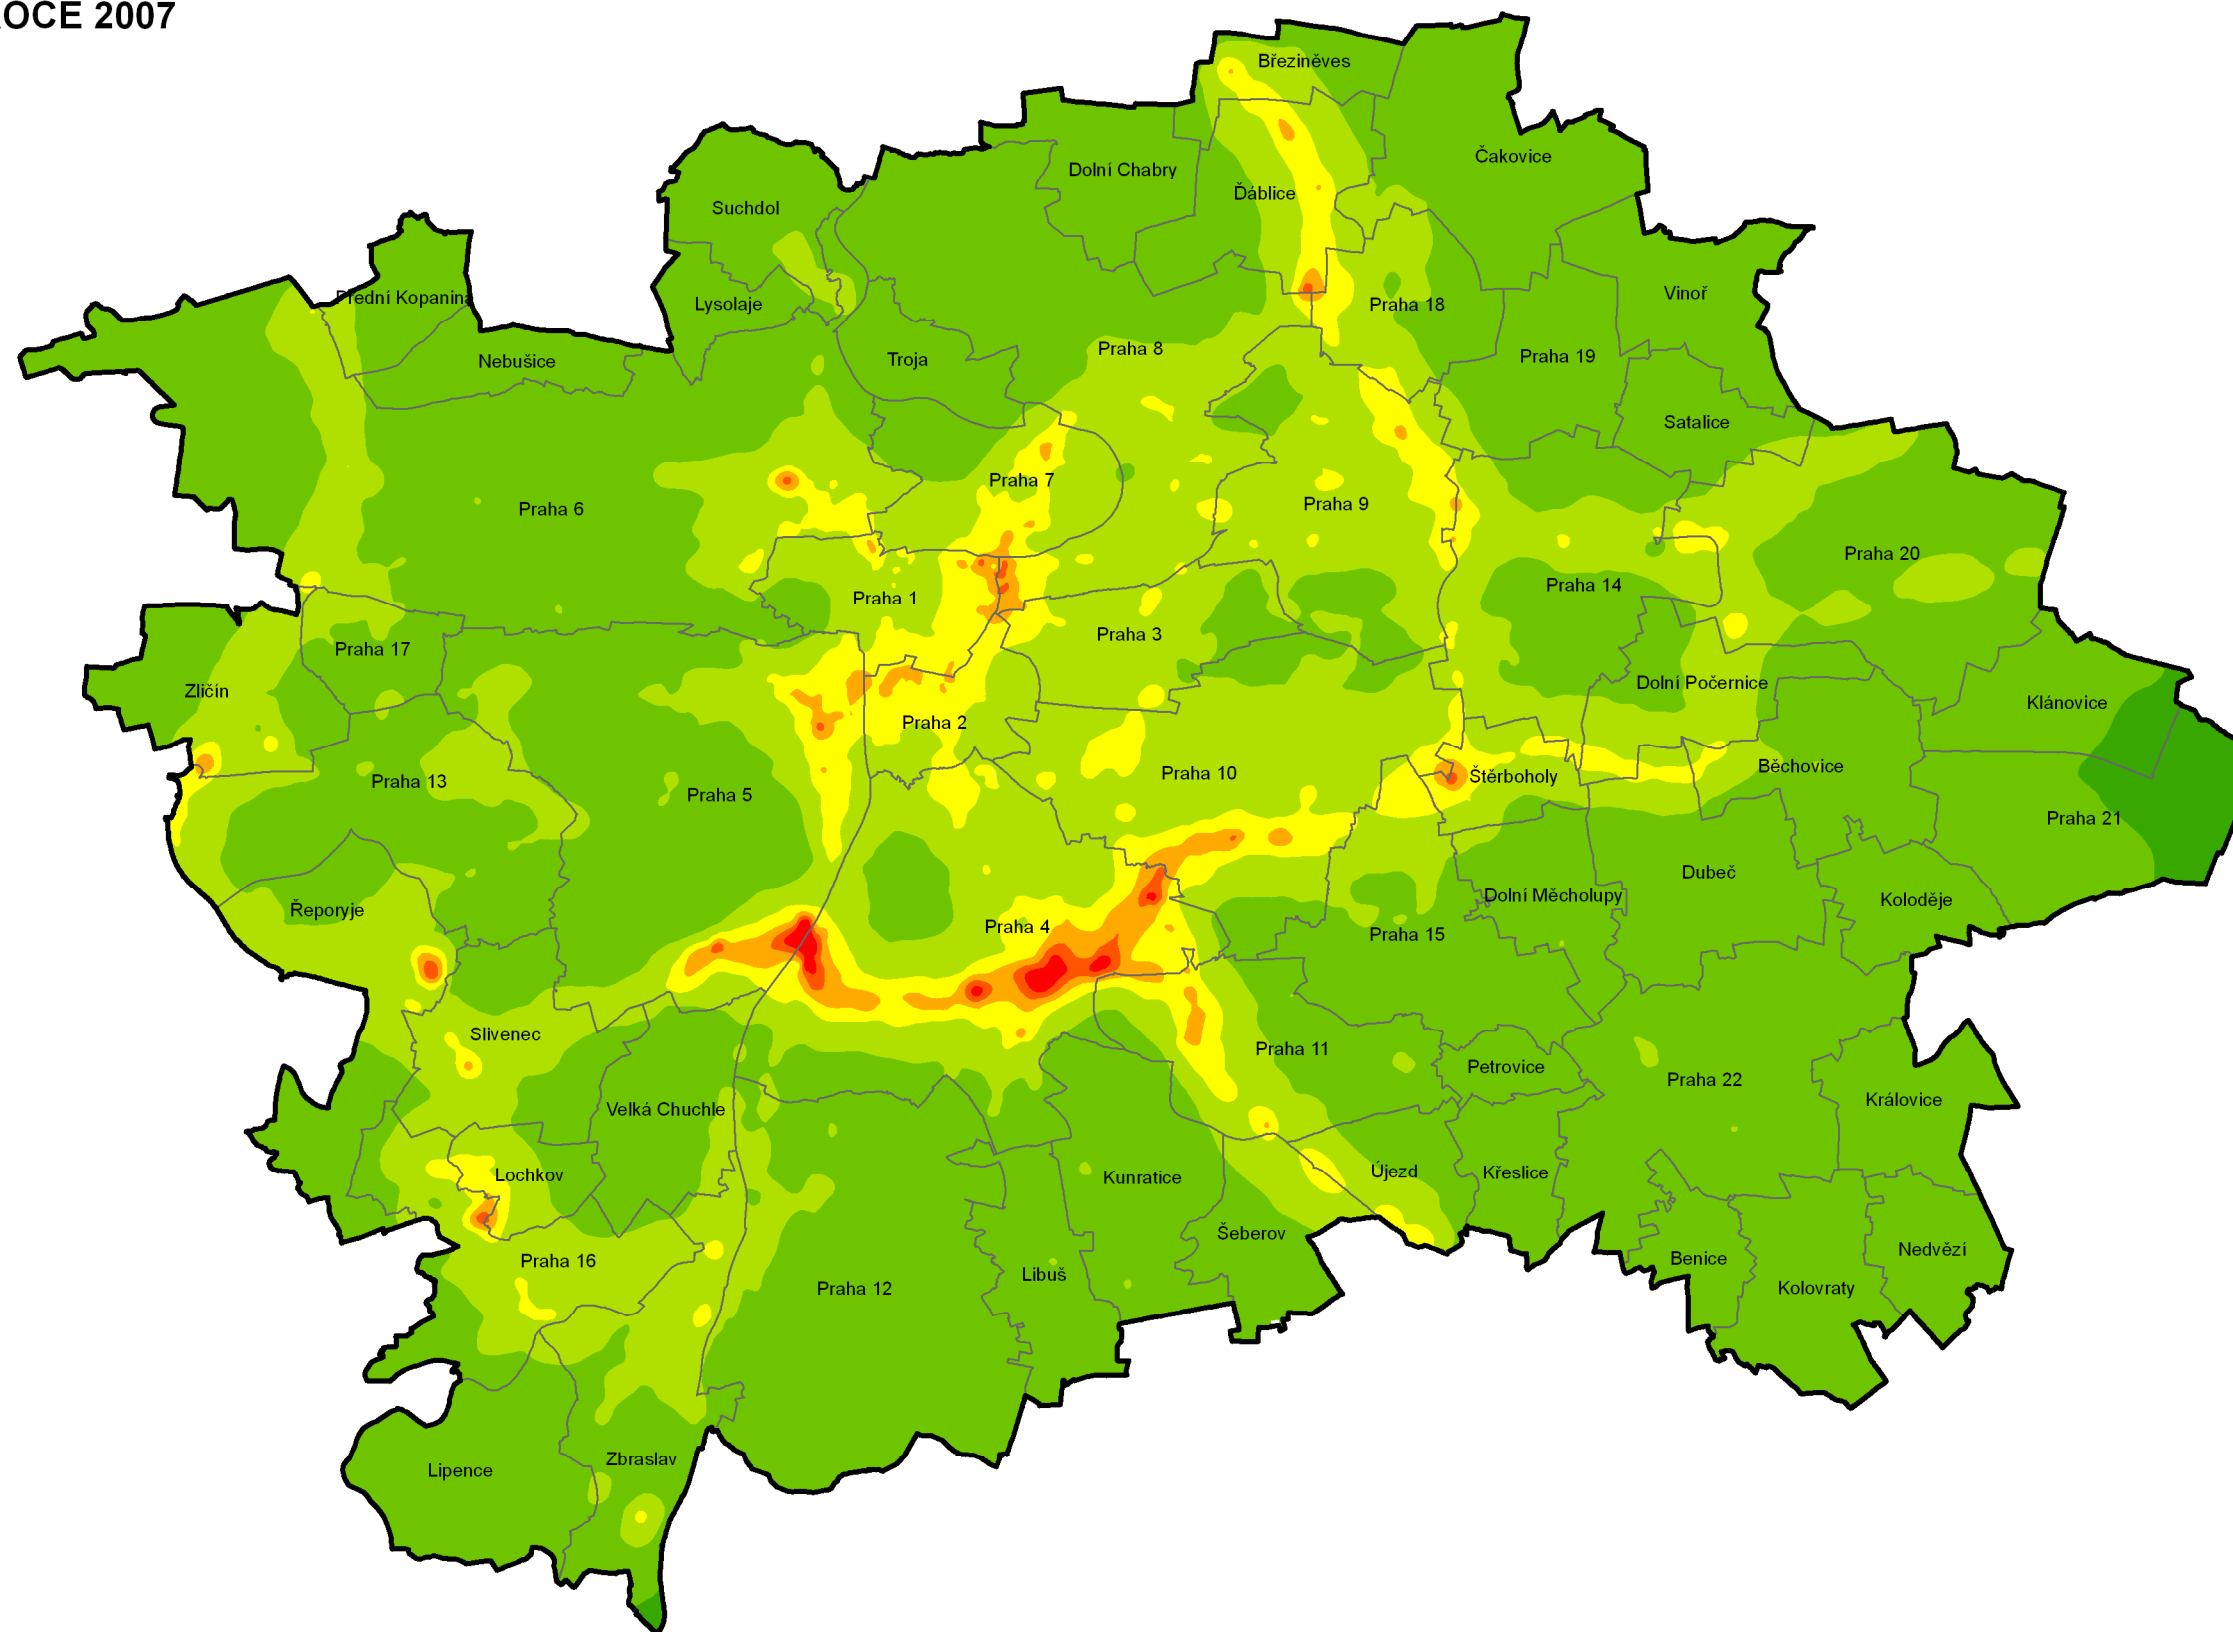 OCE 2007
Březiněves
Čakovice
Dolní Chabry
Ďáblice
Suchdol
Přední Kopanina
Lysolaje
Vinoř
Praha 18
Praha 8
Praha 19
Troja
Nebušice
Satalice
Praha 7
Praha 9
Praha 6
Praha 20
Praha 14
Praha 1
Praha 3
Praha 17
Dolní Počernice
Zličín
Klánovice
Praha 2
Běchovice
Praha 10
Štěrboholy
Praha 13
Praha 5
Praha 21
Dubeč
Dolní Měcholupy
Koloděje
Řeporyje
Praha 4
Praha 15
Slivenec
Praha 11
Petrovice
Praha 22
Královice
Velká Chuchle
Újezd
Křeslice
Lochkov
Kunratice
Šeberov
Nedvězí
Benice
Praha 16
Libuš
Praha 12
Kolovraty
Zbraslav
Lipence